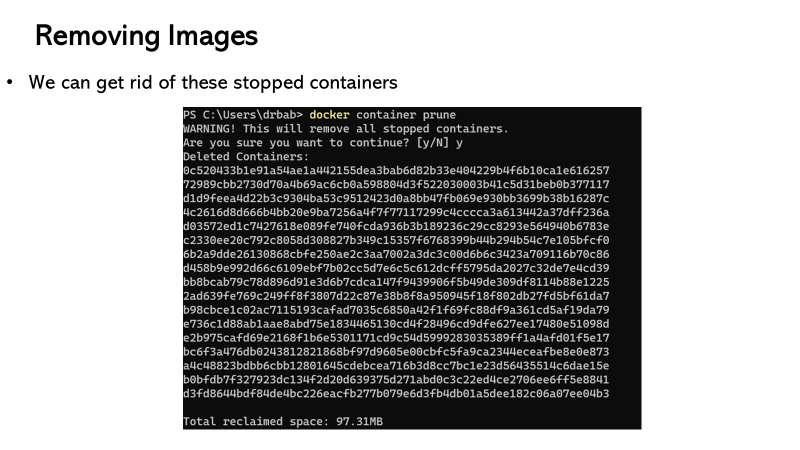 Removing Images
• We can get rid of these stopped containers
PS C:\Users\drbab> docker container prune
WARNING! This will remove all stopped containers.
Are you sure you want to continue? [y/N] y
Deleted Containers:
0c520433b1e91a54ae1a442155dea3bab6d82b33e404229b4f6b10ca1e616257
72989cbb2730d70a4b69ac6cb0a598804d3f522030003b41c5d31beb0b377117
d1d9feea4d22b3c9304ba53c9512423d0a8bb47fb069e930bb3699b38b16287c
4c2616d8d666b4bb20e9ba7256a4f7f77117299c4cccca3a613442a37dff236a
d03572ed1c7427618e089fe740fcda936b3b189236c29cc8293e564940b6783e
c2330ee20c792c8058d308827b349c15357f6768399b44b294b54c7e105bfcf0
6b2a9dde26130868cbfe250ae2c3aa7002a3dc3c00d6b6c3423a709116b70c86
d458b9e992d66c6109ebf7b02cc5d7e6c5c612dcff5795da2027c32de7e4cd39
bb8bcab79c78d896d91e3d6b7cdca147f9439906f5b49de309df8114b88e1225
2ad639fe769c249ff8f3807d22c87e38b8f8a950945f18f802db27fd5bf61da7
b98cbce1c02ac7115193cafad7035c6850a42f1f69fc88df9a361cd5af19da79
e736c1d88ab1aae8abd75e1834465130cd4f28496cd9dfe627ee17480e51098d
e2b975cafd69e2168f1b6e5301171cd9c54d5999283035389ff1a4afd01f5e17
bc6f3a476db0243812821868bf97d9605e00cbfc5fa9ca2344eceafbe8e0e873
a4c48823bdbb6cbb12801645cdebcea716b3d8cc7bc1e23d56435514c6dae15e
b0bfdb7f327923dc134f2d20d639375d271abd0c3c22ed4ce2706ee6ff5e8841
d3fd8644bdf84de4bc226eacfb277b079e6d3fb4db01a5dee182c06a07ee04b3
Total reclaimed space: 97.31MB